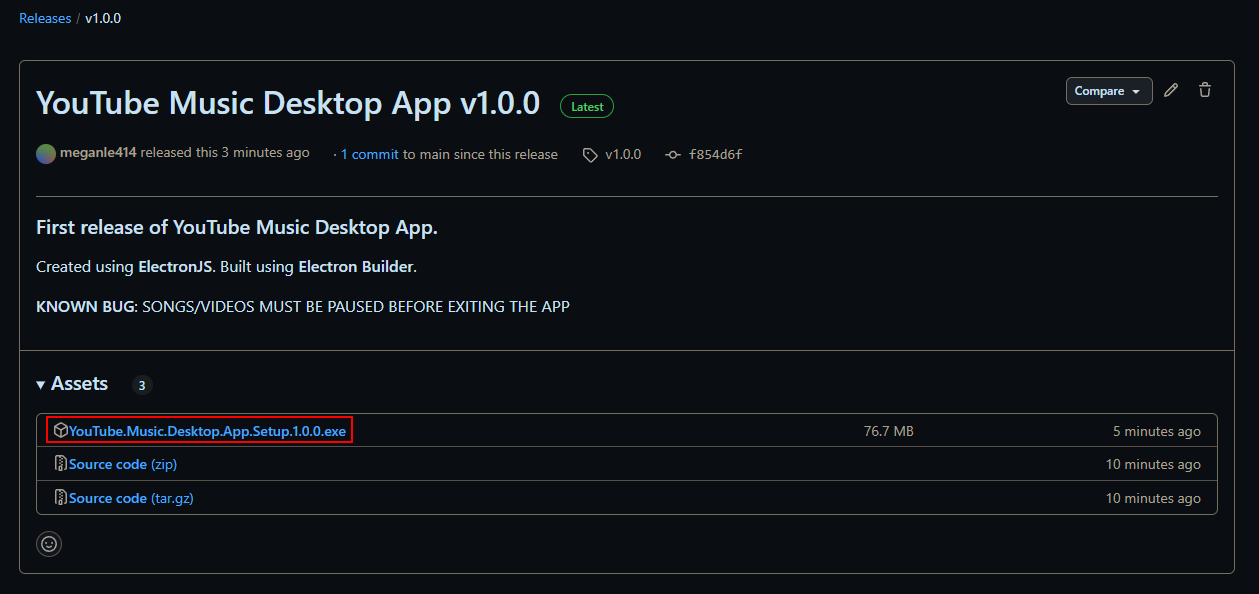 Releases / v1.0.0
YouTube Music Desktop App v1.0.0 Latest Compare
meganle414 released this 3 minutes ago · 1 commit to main since this release v1.0.0 f854d6f
First release of YouTube Music Desktop App.
Created using ElectronJS. Built using Electron Builder.
KNOWN BUG: SONGS/VIDEOS MUST BE PAUSED BEFORE EXITING THE APP
Assets 3
YouTube.Music.Desktop.App.Setup.1.0.0.exe 76.7 MB 5 minutes ago
Source code (zip) 10 minutes ago
Source code (tar.gz) 10 minutes ago